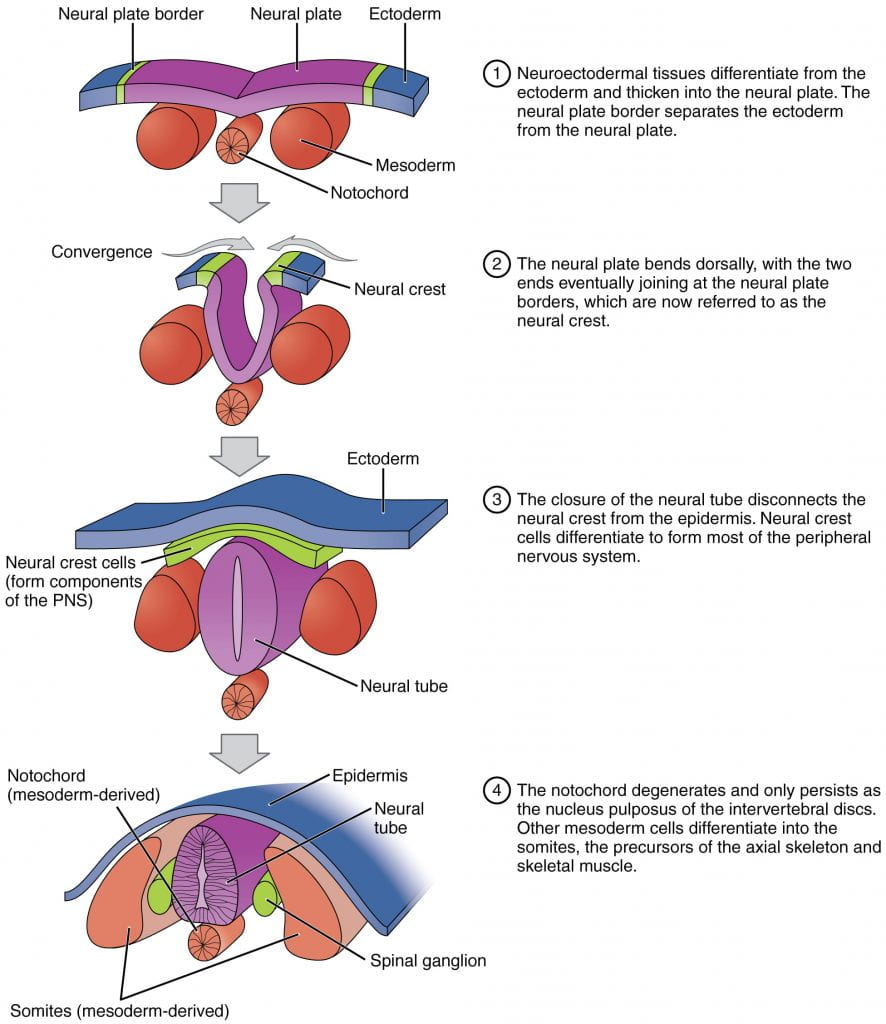 Neural plate border
Neural plate
Ectoderm
Mesoderm
Notochord
1
Neuroectodermal tissues differentiate from the
ectoderm and thicken into the neural plate. The
neural plate border separates the ectoderm
from the neural plate.
Convergence
Neural crest
2
The neural plate bends dorsally, with the two
ends eventually joining at the neural plate
borders, which are now referred to as the
neural crest.
Ectoderm
Neural crest cells
(form components
of the PNS)
Neural tube
3
The closure of the neural tube disconnects the
neural crest from the epidermis. Neural crest
cells differentiate to form most of the peripheral
nervous system.
Notochord
(mesoderm-derived)
Epidermis
Neural
tube
Spinal ganglion
Somites (mesoderm-derived)
4
The notochord degenerates and only persists as
the nucleus pulposus of the intervertebral discs.
Other mesoderm cells differentiate into the
somites, the precursors of the axial skeleton and
skeletal muscle.